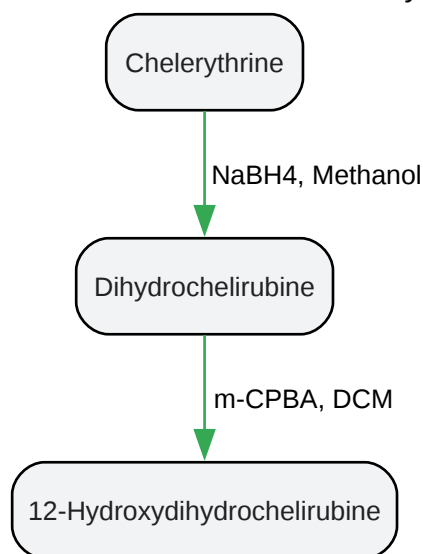 Chelerythrine
NaBH4, Methanol
Dihydrochelirubine
m-CPBA, DCM
12-Hydroxydihydrochelirubine